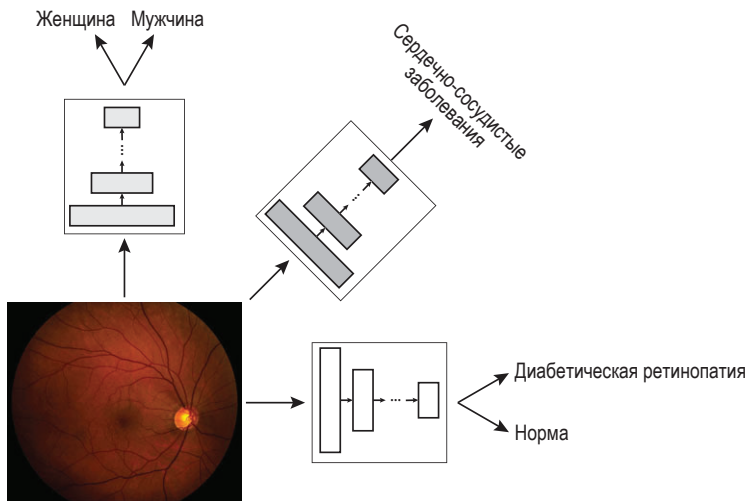 Женщина Мужчина
Сердечно-сосудистые
заболевания
Диабетическая ретинопатия
Норма